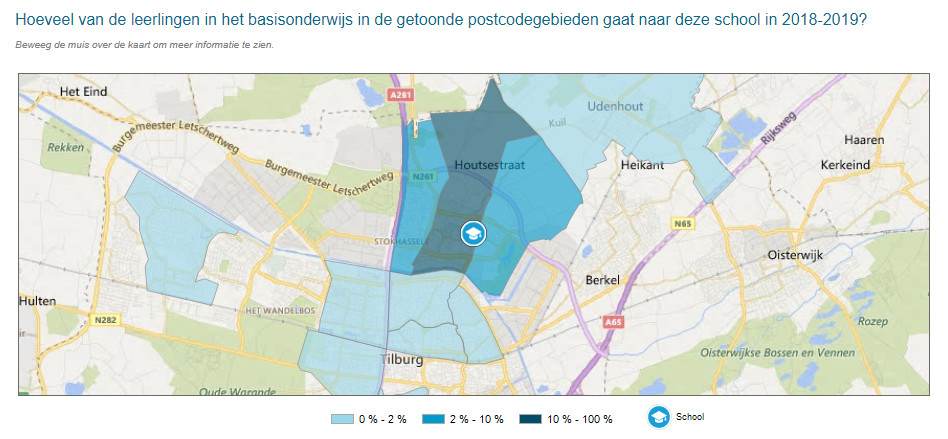 Hoeveel van de leerlingen in het basisonderwijs in de getoonde postcodegebieden gaat naar deze school in 2018-2019?
Beweeg de muis over de kaart om meer informatie te zien.
Het Eind
A261
Udenhout
Burgemeester Letschertweg
Kuil
Rijksweg
Rekken
Haaren
Houtsestraat
Heikant
Kerkeind
Burgemeester Letschertweg
N261
N65
STOKHASSELT
Oisterwijk
Berkel
Hulten
HET WANDELBOS
N282
A65
Rozep
Tilburg
Oisterwijkse Bossen en Vennen
Oude Warande
0 % - 2 %
2 % - 10 %
10 % - 100 %
School